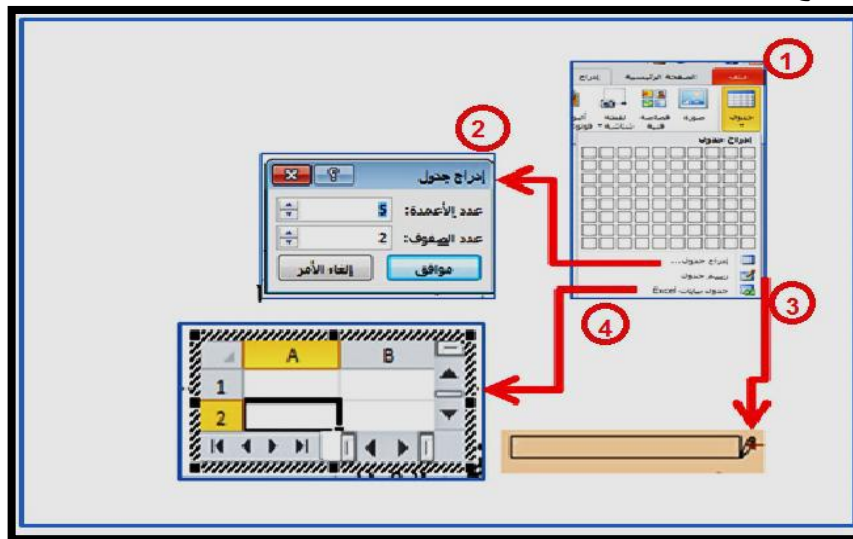 1
ملف الصفحة الرئيسية إدراج
جدول صورة قصاصة فنية لقطة شاشة
إدراج جدول
إدراج جدول...
رسم جدول
جدول بيانات Excel
2
إدراج جدول
عدد الأعمدة: 5
عدد الصفوف: 2
موافق إلغاء الأمر
3
4
A B
1
2